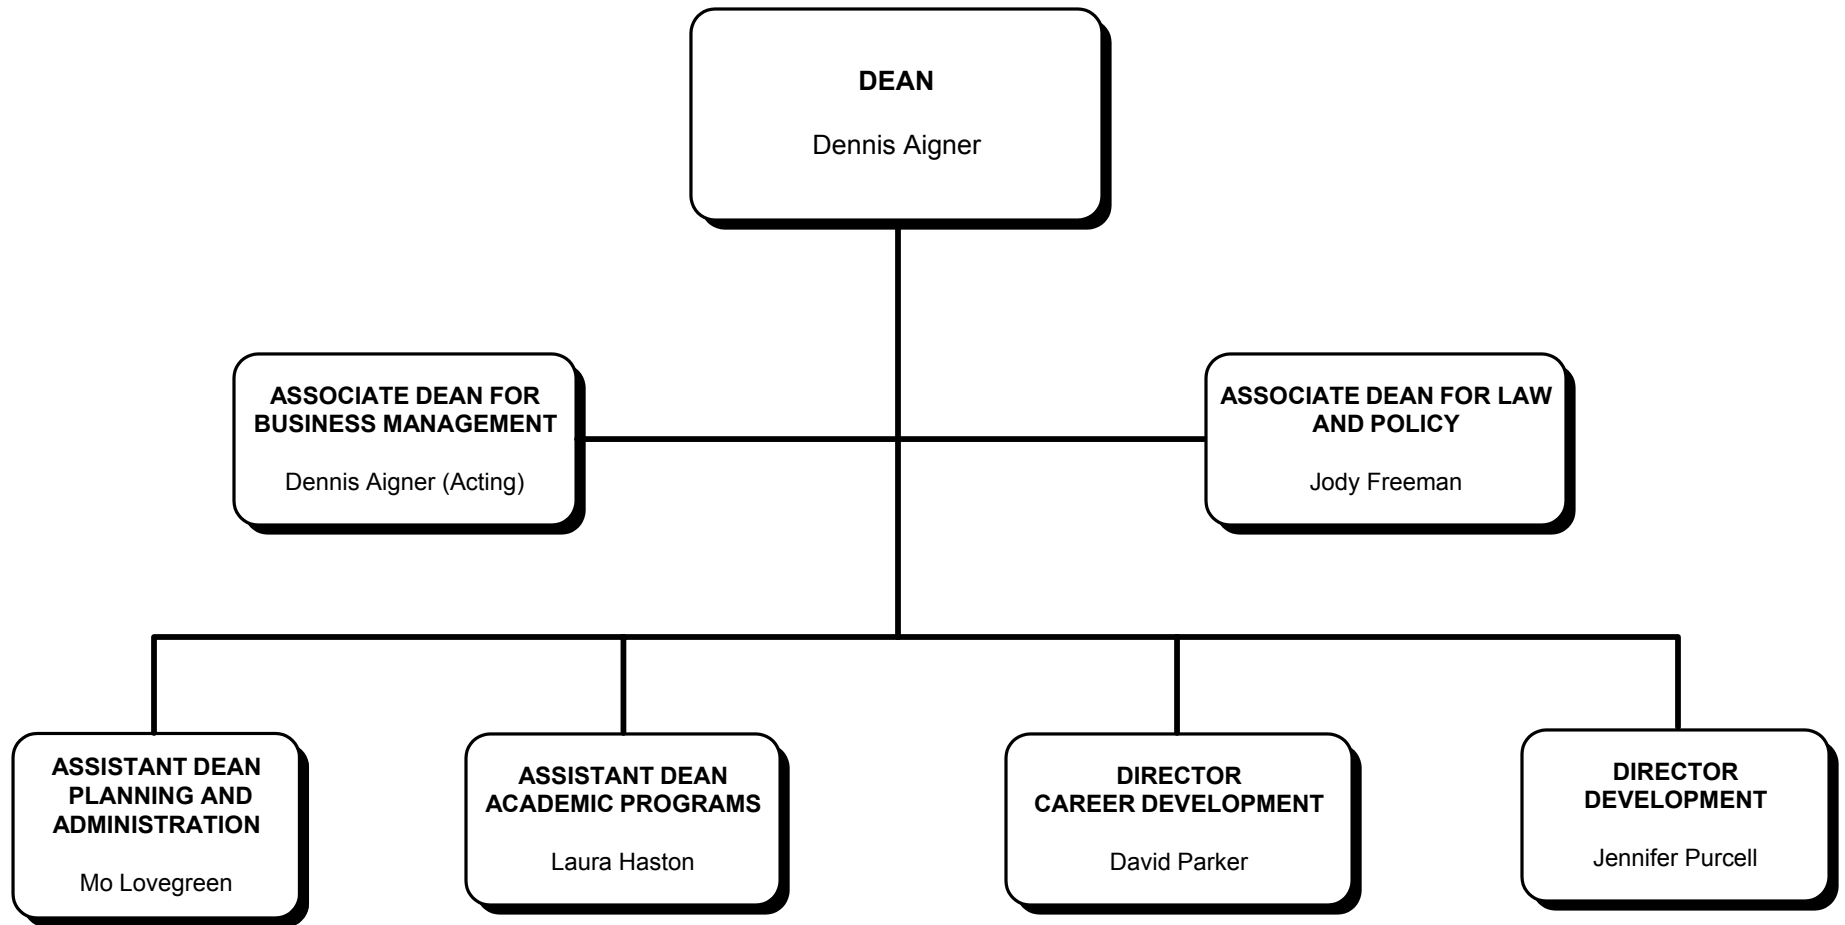 DEAN
Dennis Aigner
ASSOCIATE DEAN FOR
BUSINESS MANAGEMENT
Dennis Aigner (Acting)
ASSOCIATE DEAN FOR LAW
AND POLICY
Jody Freeman
ASSISTANT DEAN
PLANNING AND
ADMINISTRATION
Mo Lovegreen
ASSISTANT DEAN
ACADEMIC PROGRAMS
Laura Haston
DIRECTOR
CAREER DEVELOPMENT
David Parker
DIRECTOR
DEVELOPMENT
Jennifer Purcell